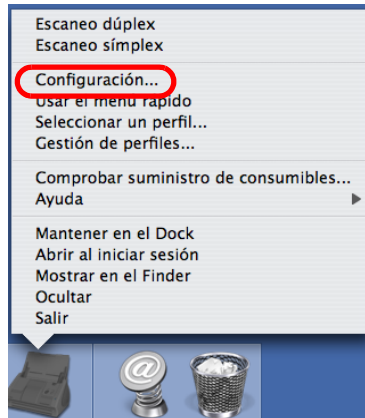 Escaneo dúplex
Escaneo símplex
Configuración...
Usar el menú rápido
Seleccionar un perfil...
Gestión de perfiles...
Comprobar suministro de consumibles...
Ayuda
Mantener en el Dock
Abrir al iniciar sesión
Mostrar en el Finder
Ocultar
Salir
@